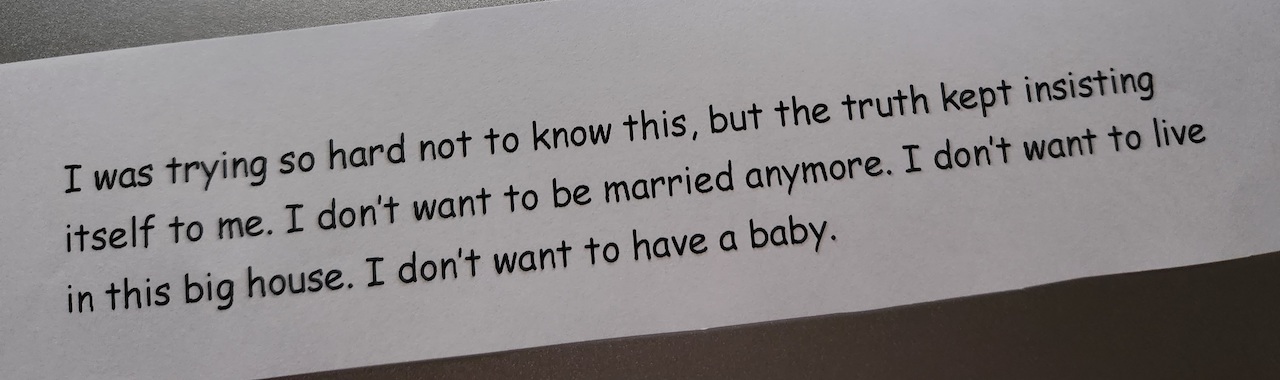 I was trying so hard not to know this, but the truth kept insisting
itself to me. I don't want to be married anymore. I don't want to live
in this big house. I don't want to have a baby.